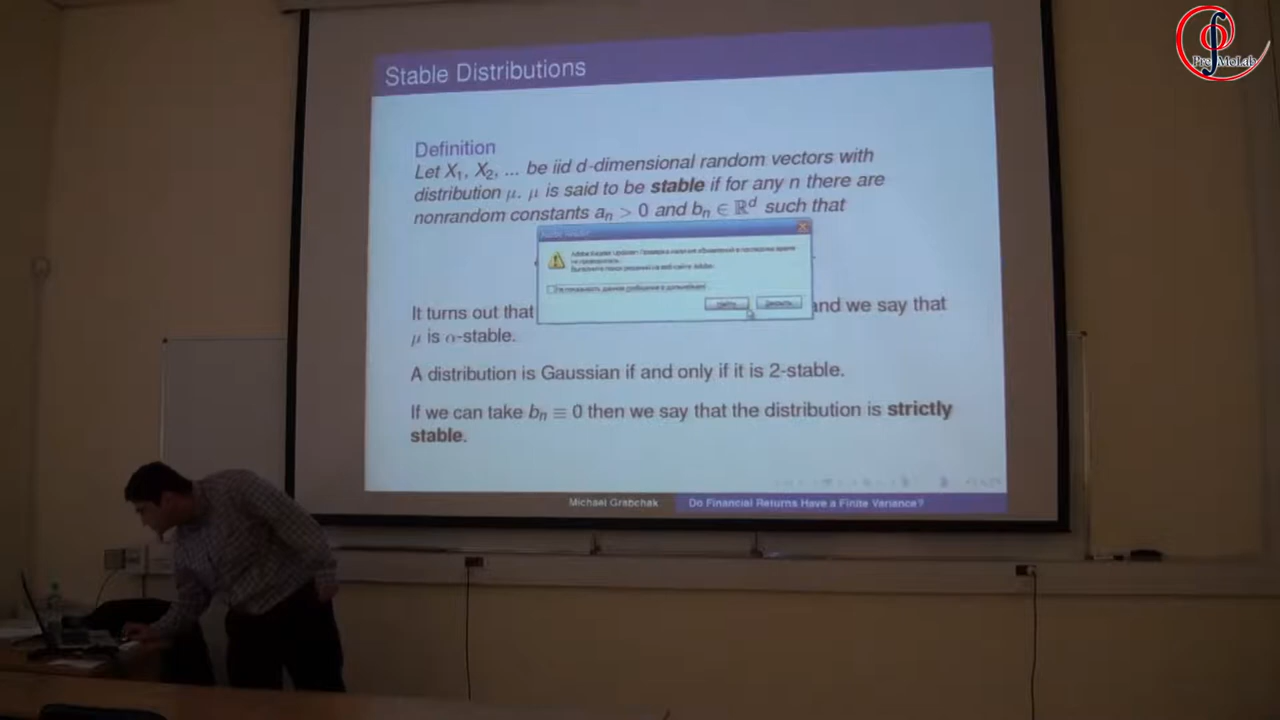 PreMoLab
Stable Distributions
Definition
Let X₁, X₂, ... be iid d-dimensional random vectors with
distribution μ. μ is said to be stable if for any n there are
nonrandom constants aₙ > 0 and bₙ ∈ ℝᵈ such that
It turns out that
and we say that
μ is α-stable.
A distribution is Gaussian if and only if it is 2-stable.
If we can take bₙ ≡ 0 then we say that the distribution is strictly
stable.
Michael Grabchak Do Financial Returns Have a Finite Variance?